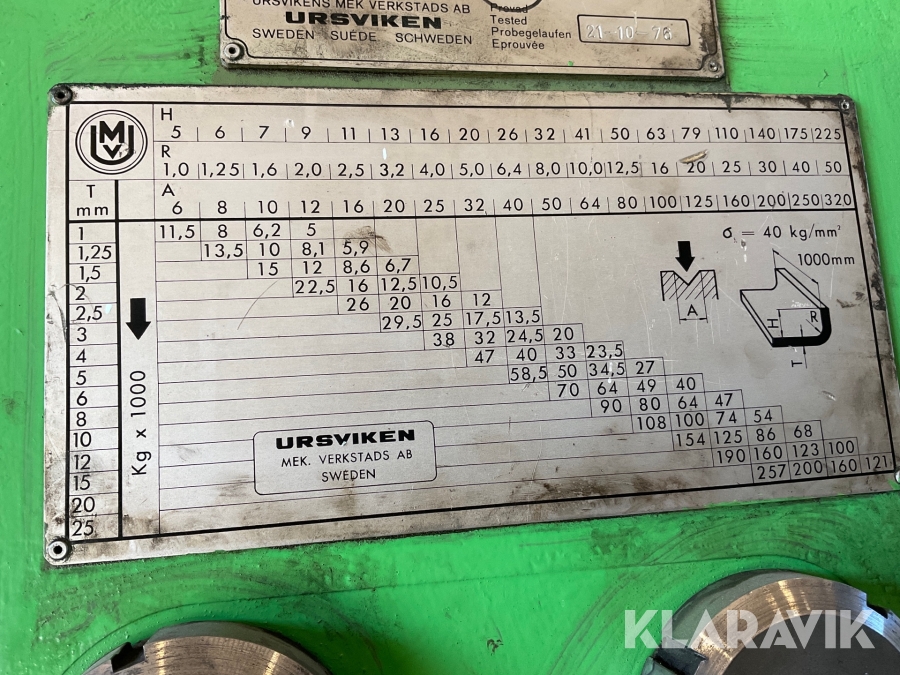 URSVIKENS MEK VERKSTADS AB
URSVIKEN
SWEDEN SUÉDE SCHWEDEN
Provad
Tested
Probegelaufen
Eprouvée
21-10-76
UMV
H
5 6 7 9 11 13 16 20 26 32 41 50 63 79 110 140 175 225
R
1,0 1,25 1,6 2,0 2,5 3,2 4,0 5,0 6,4 8,0 10,0 12,5 16 20 25 30 40 50
T
mm
A
6 8 10 12 16 20 25 32 40 50 64 80 100 125 160 200 250 320
1 11,5 8 6,2 5
1,25 13,5 10 8,1 5,9
1,5 15 12 8,6 6,7
2 22,5 16 12,5 10,5
2,5 26 20 16 12
3 29,5 25 17,5 13,5
4 38 32 24,5 20
5 47 40 33 23,5
6 58,5 50 34,5 27
8 70 64 49 40
10 90 80 64 47
12 108 100 74 54
15 154 125 86 68
20 190 160 123 100
25 257 200 160 121
Kg x 1000
σ = 40 kg/mm²
1000mm
A
H
R
T
URSVIKEN
MEK. VERKSTADS AB
SWEDEN
KLARAVIK